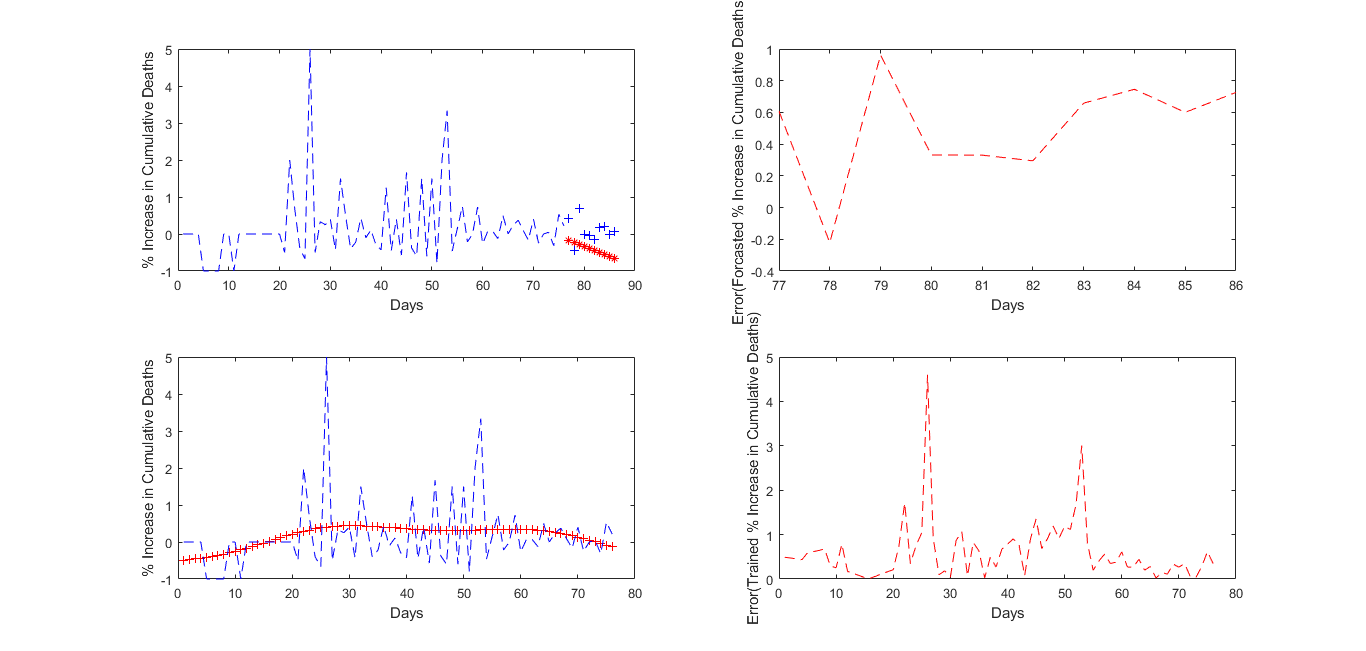 % Increase in Cumulative Deaths
5
4
3
2
1
0
-1
0 10 20 30 40 50 60 70 80 90
Days
Error(Forcasted % Increase in Cumulative Deaths
1
0.8
0.6
0.4
0.2
0
-0.2
-0.4
77 78 79 80 81 82 83 84 85 86
Days
% Increase in Cumulative Deaths
5
4
3
2
1
0
-1
0 10 20 30 40 50 60 70 80
Days
Error(Trained % Increase in Cumulative Deaths)
5
4
3
2
1
0
0 10 20 30 40 50 60 70 80
Days